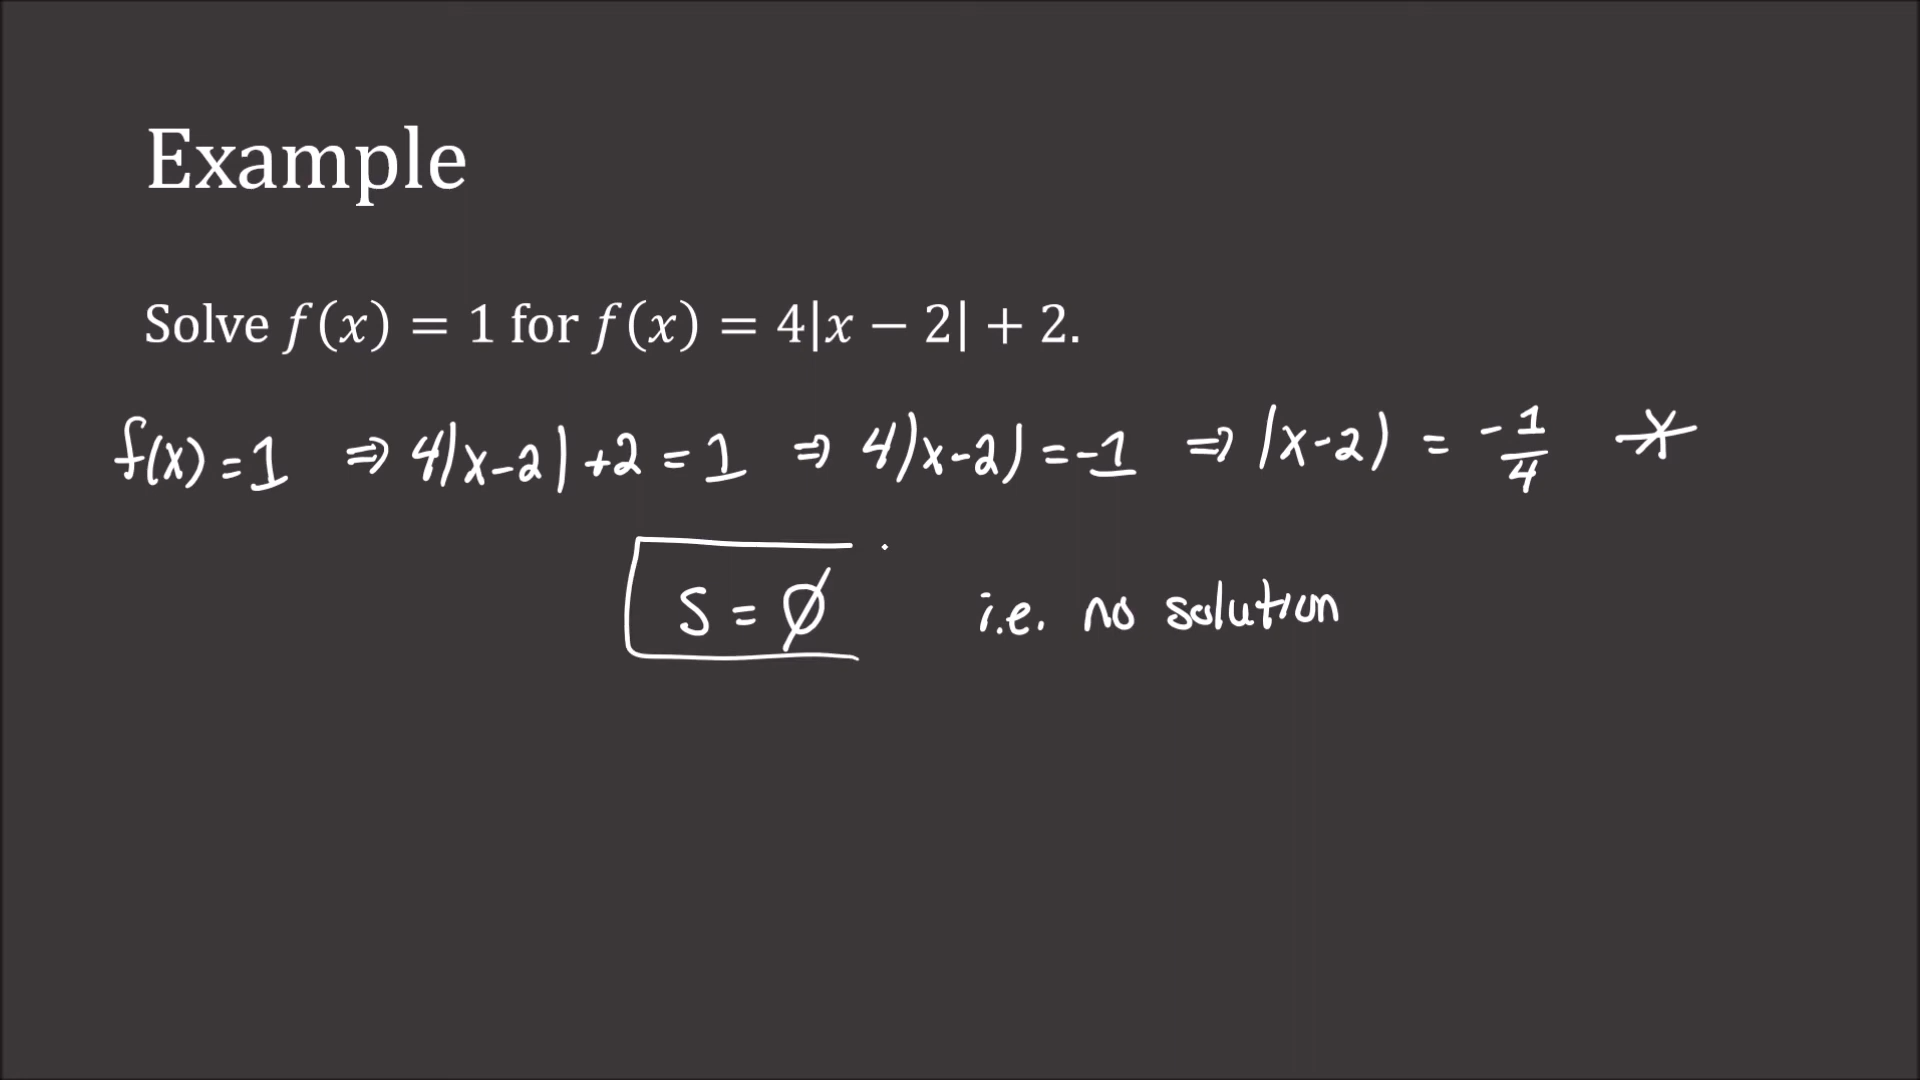 Example
Solve f(x) = 1 for f(x) = 4|x − 2| + 2.
f(x) = 1 ⇒ 4|x-2| + 2 = 1 ⇒ 4|x-2| = -1 ⇒ |x-2| = -1/4 ※
S = ∅ i.e. no solution